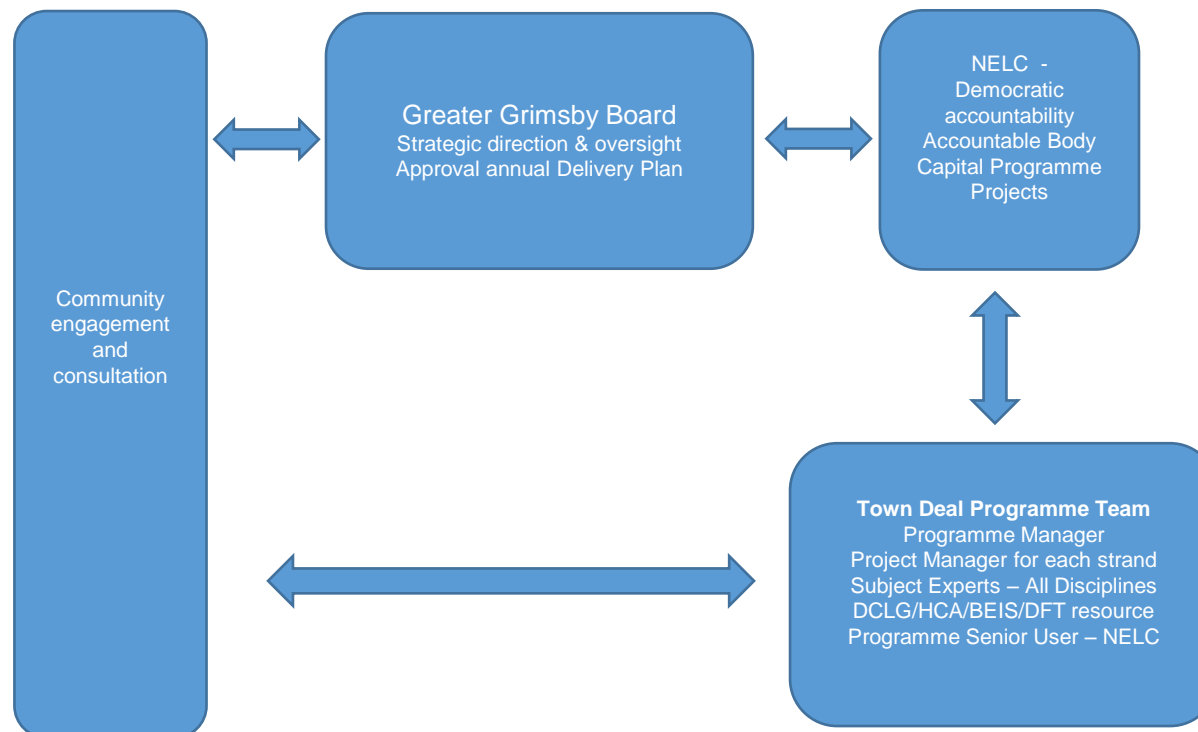 Greater Grimsby Board
Strategic direction & oversight
Approval annual Delivery Plan
NELC -
Democratic
accountability
Accountable Body
Capital Programme
Projects
Community
engagement
and
consultation
Town Deal Programme Team
Programme Manager
Project Manager for each strand
Subject Experts – All Disciplines
DCLG/HCA/BEIS/DFT resource
Programme Senior User – NELC